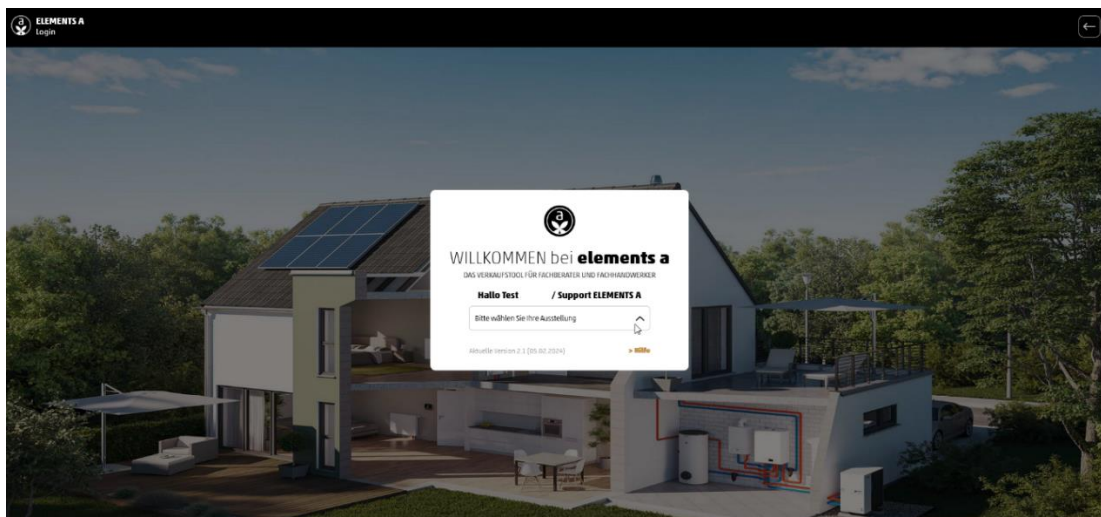 a
ELEMENTS A
Login
a
WILLKOMMEN bei elements a
DAS VERKAUFSTOOL FÜR FACHBERATER UND FACHHANDWERKER
Hallo Test / Support ELEMENTS A
Bitte wählen Sie Ihre Ausstellung
Aktuelle Version 2.1 (05.02.2024)